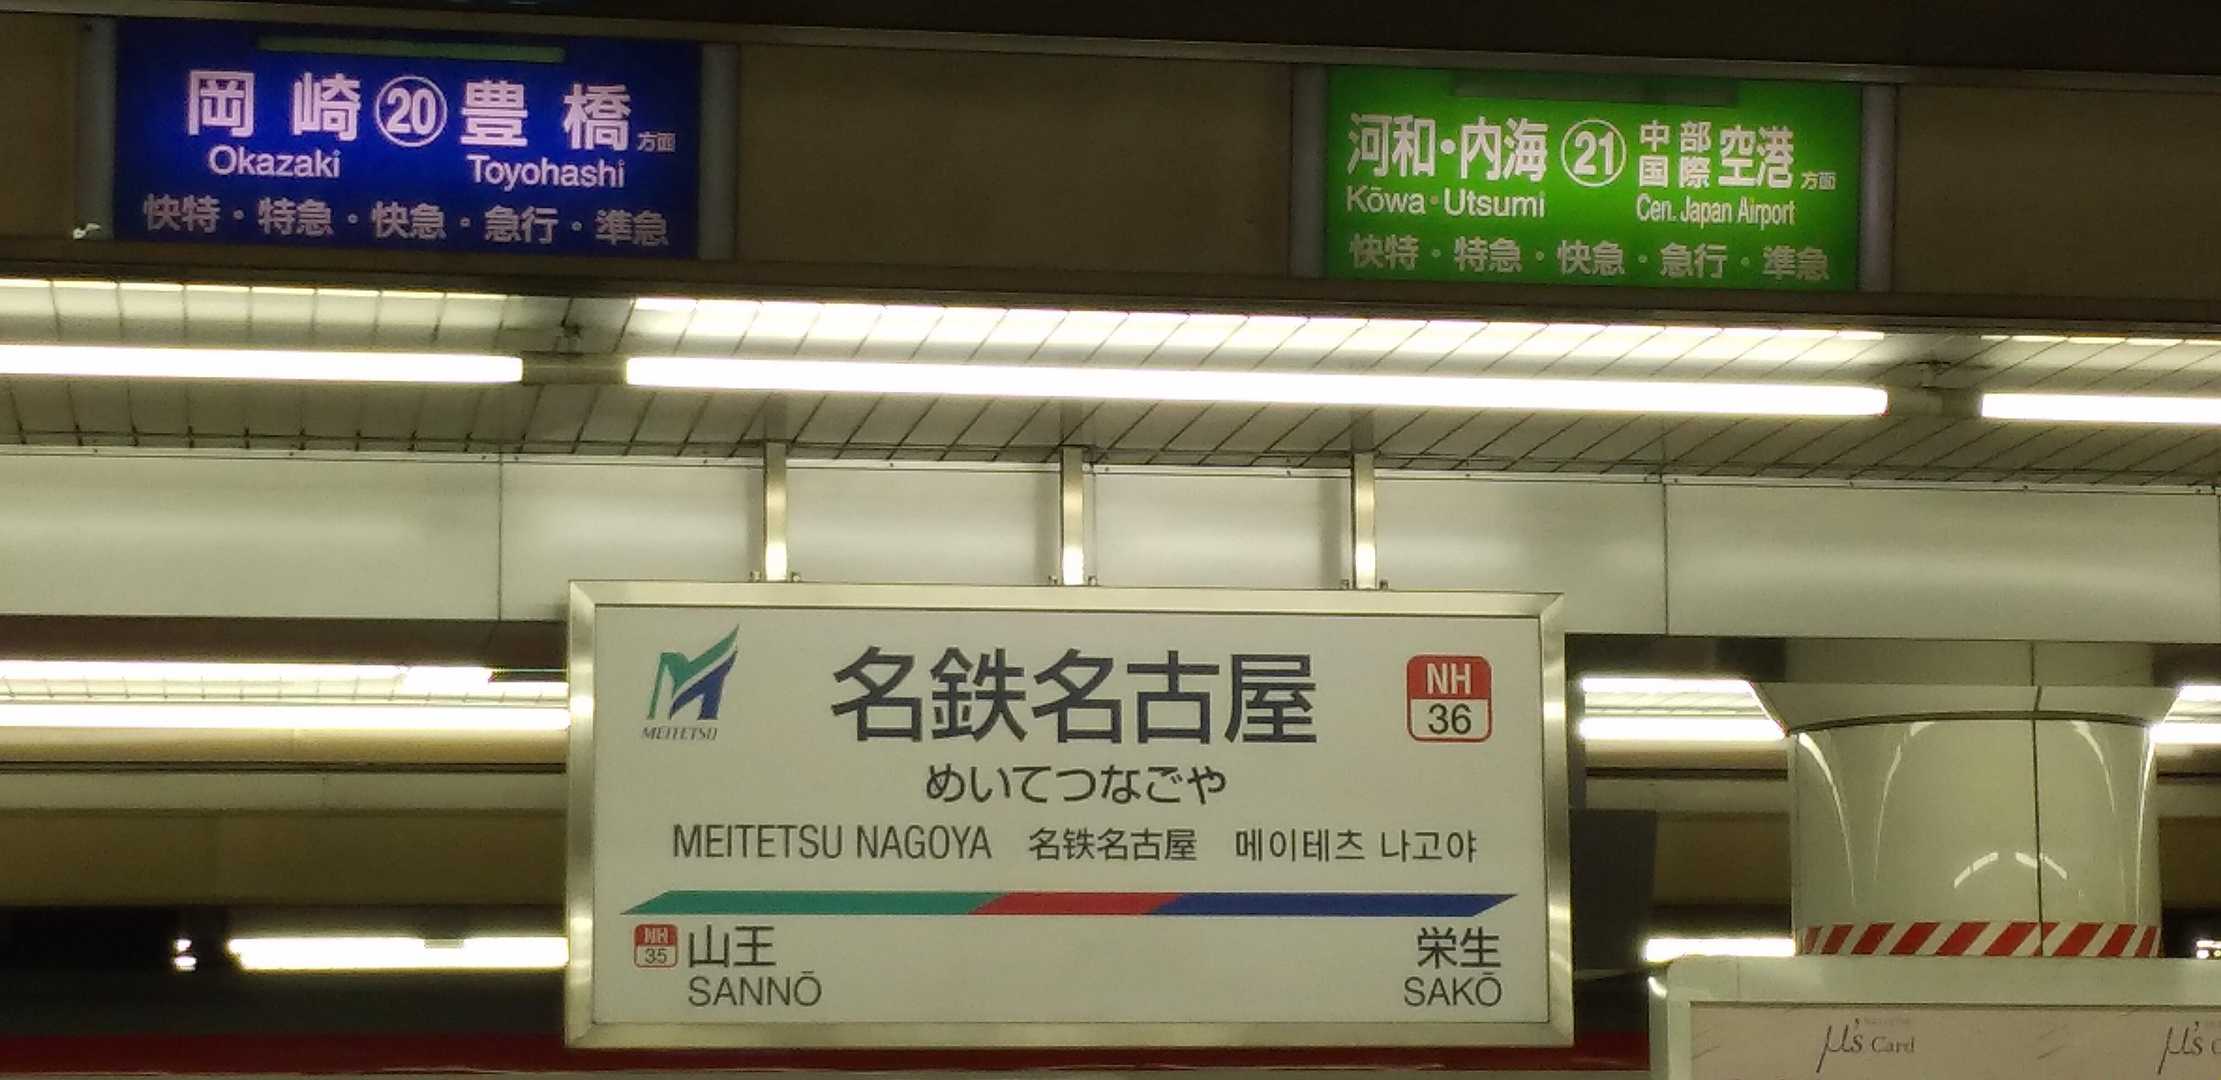 岡崎 20 豊橋 方面
Okazaki Toyohashi
快特・特急・快急・急行・準急
河和・内海 21 中部国際空港 方面
Kōwa・Utsumi Cen. Japan Airport
快特・特急・快急・急行・準急
MEITETSU
名鉄名古屋
NH
36
めいてつなごや
MEITETSU NAGOYA 名铁名古屋 메이테츠 나고야
NH
35
山王
SANNŌ
栄生
SAKŌ
μ's Card
μ's C